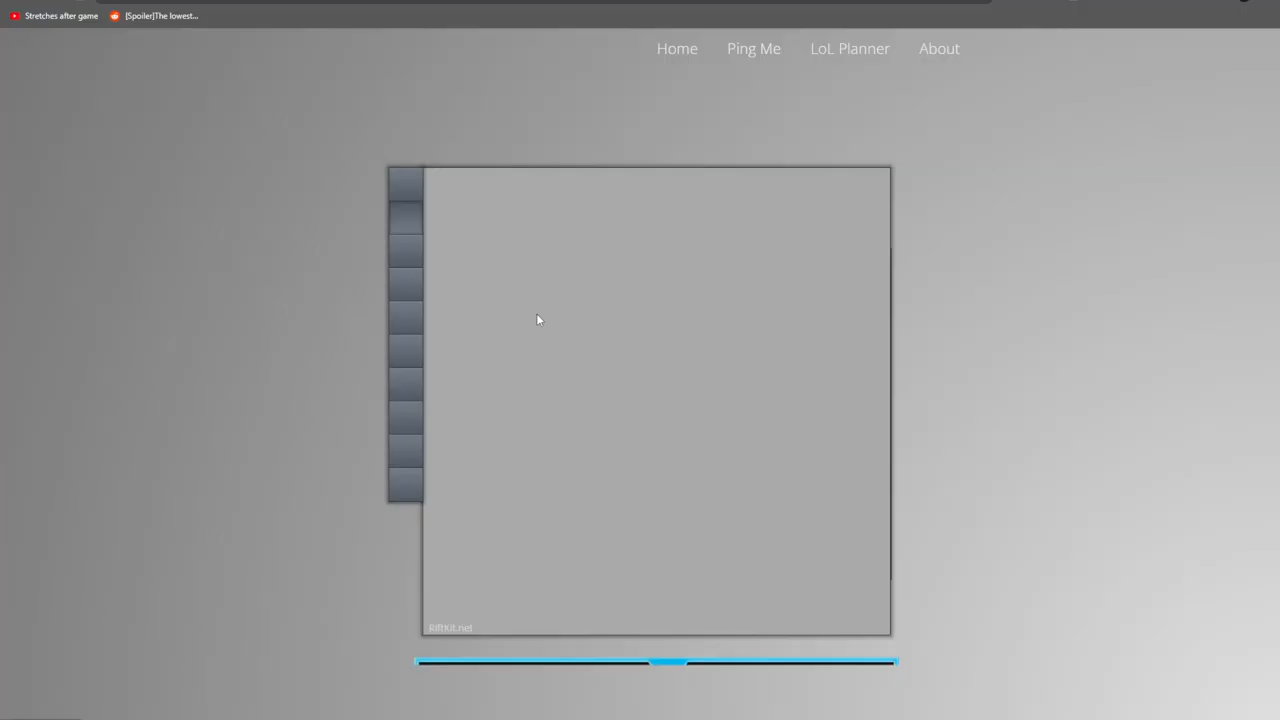 Stretches after game
[Spoiler]The lowest...
Home
Ping Me
LoL Planner
About
RiftKit.net